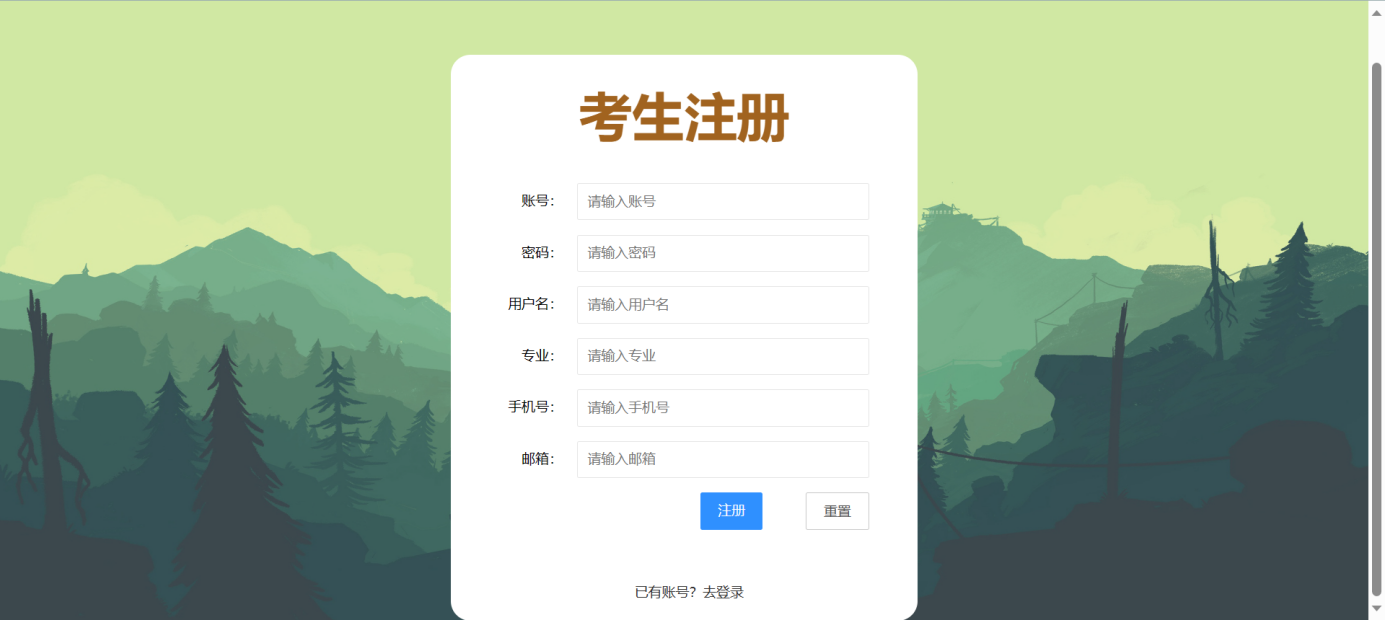 考生注册
账号： 请输入账号
密码： 请输入密码
用户名： 请输入用户名
专业： 请输入专业
手机号： 请输入手机号
邮箱： 请输入邮箱
注册 重置
已有账号？去登录